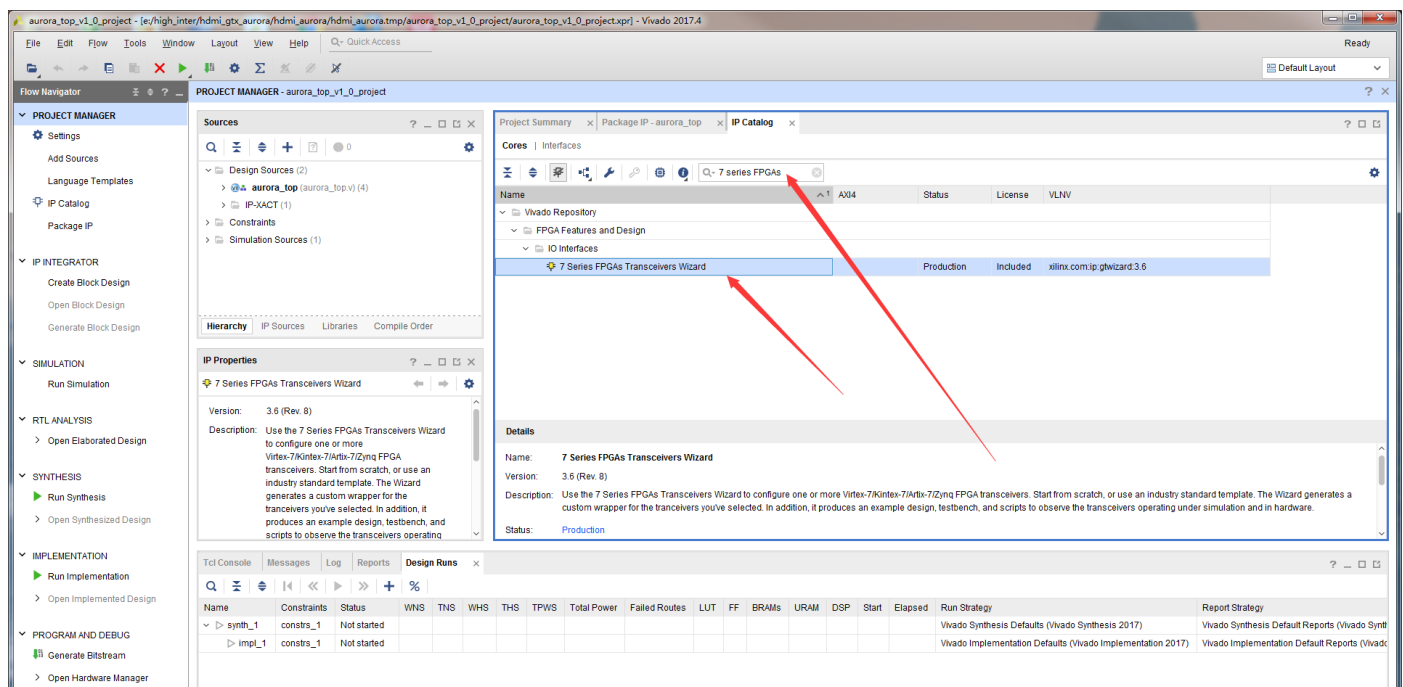 aurora_top_v1_0_project - [e:/high_inter/hdmi_gtx_aurora/hdmi_aurora/hdmi_aurora.tmp/aurora_top_v1_0_project/aurora_top_v1_0_project.xpr] - Vivado 2017.4
File Edit Flow Tools Window Layout View Help Q- Quick Access Ready
Default Layout
Flow Navigator
PROJECT MANAGER - aurora_top_v1_0_project
PROJECT MANAGER
Settings
Add Sources
Language Templates
IP Catalog
Package IP
IP INTEGRATOR
Create Block Design
Open Block Design
Generate Block Design
SIMULATION
Run Simulation
RTL ANALYSIS
Open Elaborated Design
SYNTHESIS
Run Synthesis
Open Synthesized Design
IMPLEMENTATION
Run Implementation
Open Implemented Design
PROGRAM AND DEBUG
Generate Bitstream
Open Hardware Manager
Sources
0
Design Sources (2)
aurora_top (aurora_top.v) (4)
IP-XACT (1)
Constraints
Simulation Sources (1)
Hierarchy IP Sources Libraries Compile Order
IP Properties
7 Series FPGAs Transceivers Wizard
Version: 3.6 (Rev. 8)
Description: Use the 7 Series FPGAs Transceivers Wizard
to configure one or more
Virtex-7/Kintex-7/Artix-7/Zynq FPGA
transceivers. Start from scratch, or use an
industry standard template. The Wizard
generates a custom wrapper for the
tranceivers you've selected. In addition, it
produces an example design, testbench, and
scripts to observe the transceivers operating
Project Summary Package IP - aurora_top IP Catalog
Cores | Interfaces
7 series FPGAs
Name 1 AXI4 Status License VLNV
Vivado Repository
FPGA Features and Design
IO Interfaces
7 Series FPGAs Transceivers Wizard Production Included xilinx.com:ip:gtwizard:3.6
Details
Name: 7 Series FPGAs Transceivers Wizard
Version: 3.6 (Rev. 8)
Description: Use the 7 Series FPGAs Transceivers Wizard to configure one or more Virtex-7/Kintex-7/Artix-7/Zynq FPGA transceivers. Start from scratch, or use an industry standard template. The Wizard generates a
custom wrapper for the tranceivers you've selected. In addition, it produces an example design, testbench, and scripts to observe the transceivers operating under simulation and in hardware.
Status: Production
Tcl Console Messages Log Reports Design Runs
Name Constraints Status WNS TNS WHS THS TPWS Total Power Failed Routes LUT FF BRAMs URAM DSP Start Elapsed Run Strategy Report Strategy
synth_1 constrs_1 Not started Vivado Synthesis Defaults (Vivado Synthesis 2017) Vivado Synthesis Default Reports (Vivado Synth
impl_1 constrs_1 Not started Vivado Implementation Defaults (Vivado Implementation 2017) Vivado Implementation Default Reports (Vivado